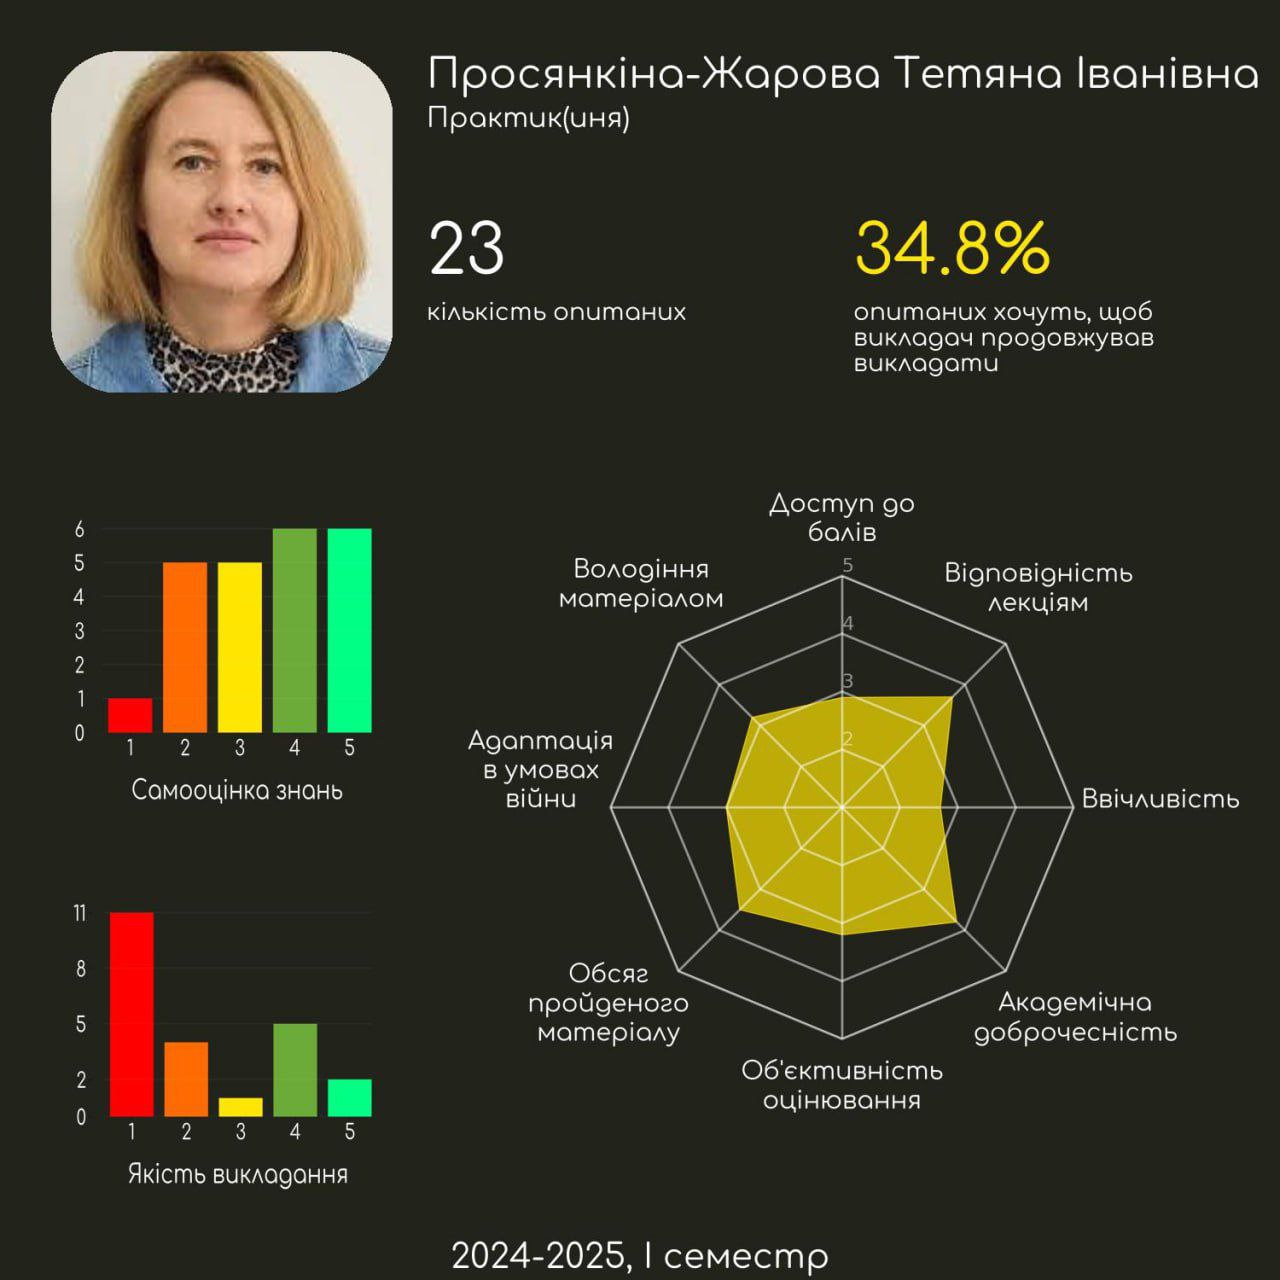 Просянкіна-Жарова Тетяна Іванівна
Практик(иня)
23
кількість опитаних
34.8%
опитаних хочуть, щоб
викладач продовжував
викладати
6
5
4
3
2
1
0
1 2 3 4 5
Самооцінка знань
11
8
5
2
0
1 2 3 4 5
Якість викладання
Доступ до
балів
Відповідність
лекціям
Ввічливість
Академічна
доброчесність
Об'єктивність
оцінювання
Обсяг
пройденого
матеріалу
Адаптація
в умовах
війни
Володіння
матеріалом
5
4
3
2
2024-2025, І семестр